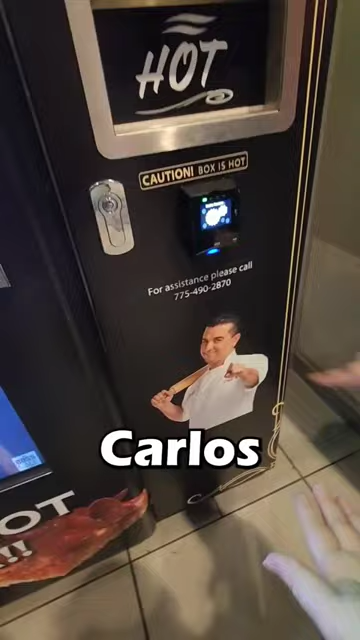 HOT
CAUTION! BOX IS HOT
For assistance please call
775-490-2870
Carlos
OT
!!!